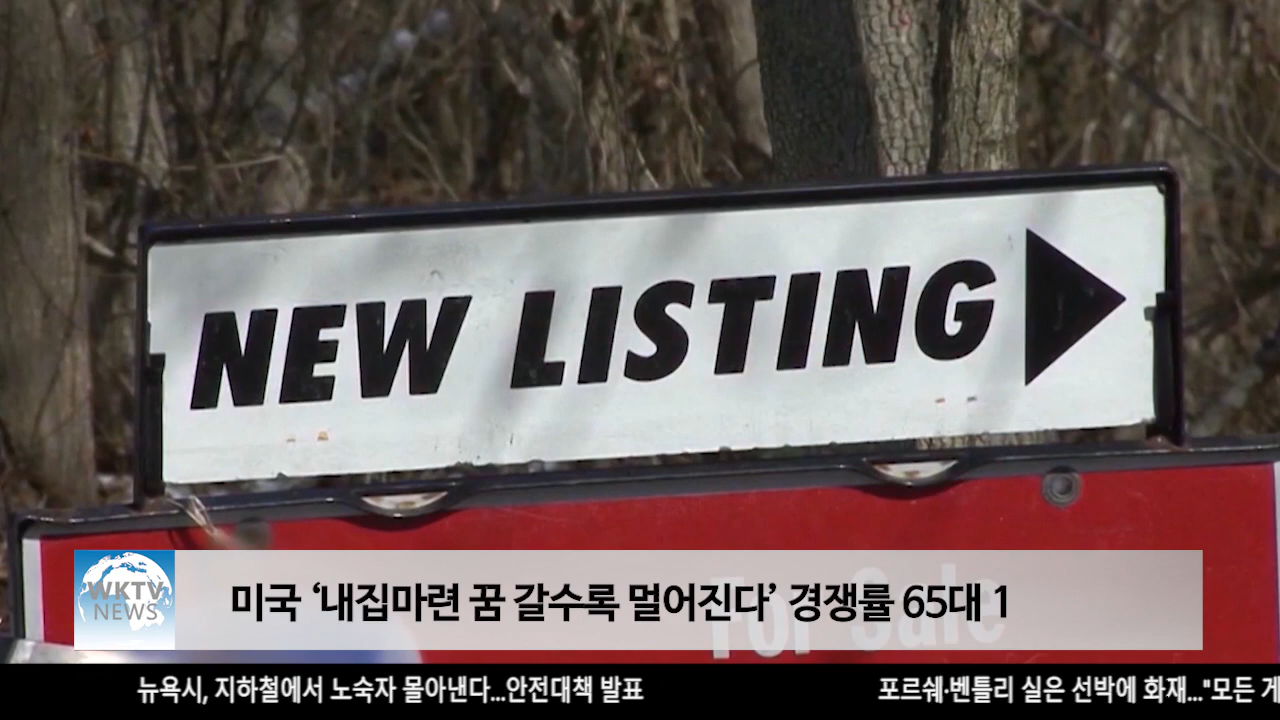 NEW LISTING
For Sale
WKTV
NEWS
미국 ‘내집마련 꿈 갈수록 멀어진다’ 경쟁률 65대 1
뉴욕시, 지하철에서 노숙자 몰아낸다...안전대책 발표
포르쉐·벤틀리 실은 선박에 화재..."모든 게